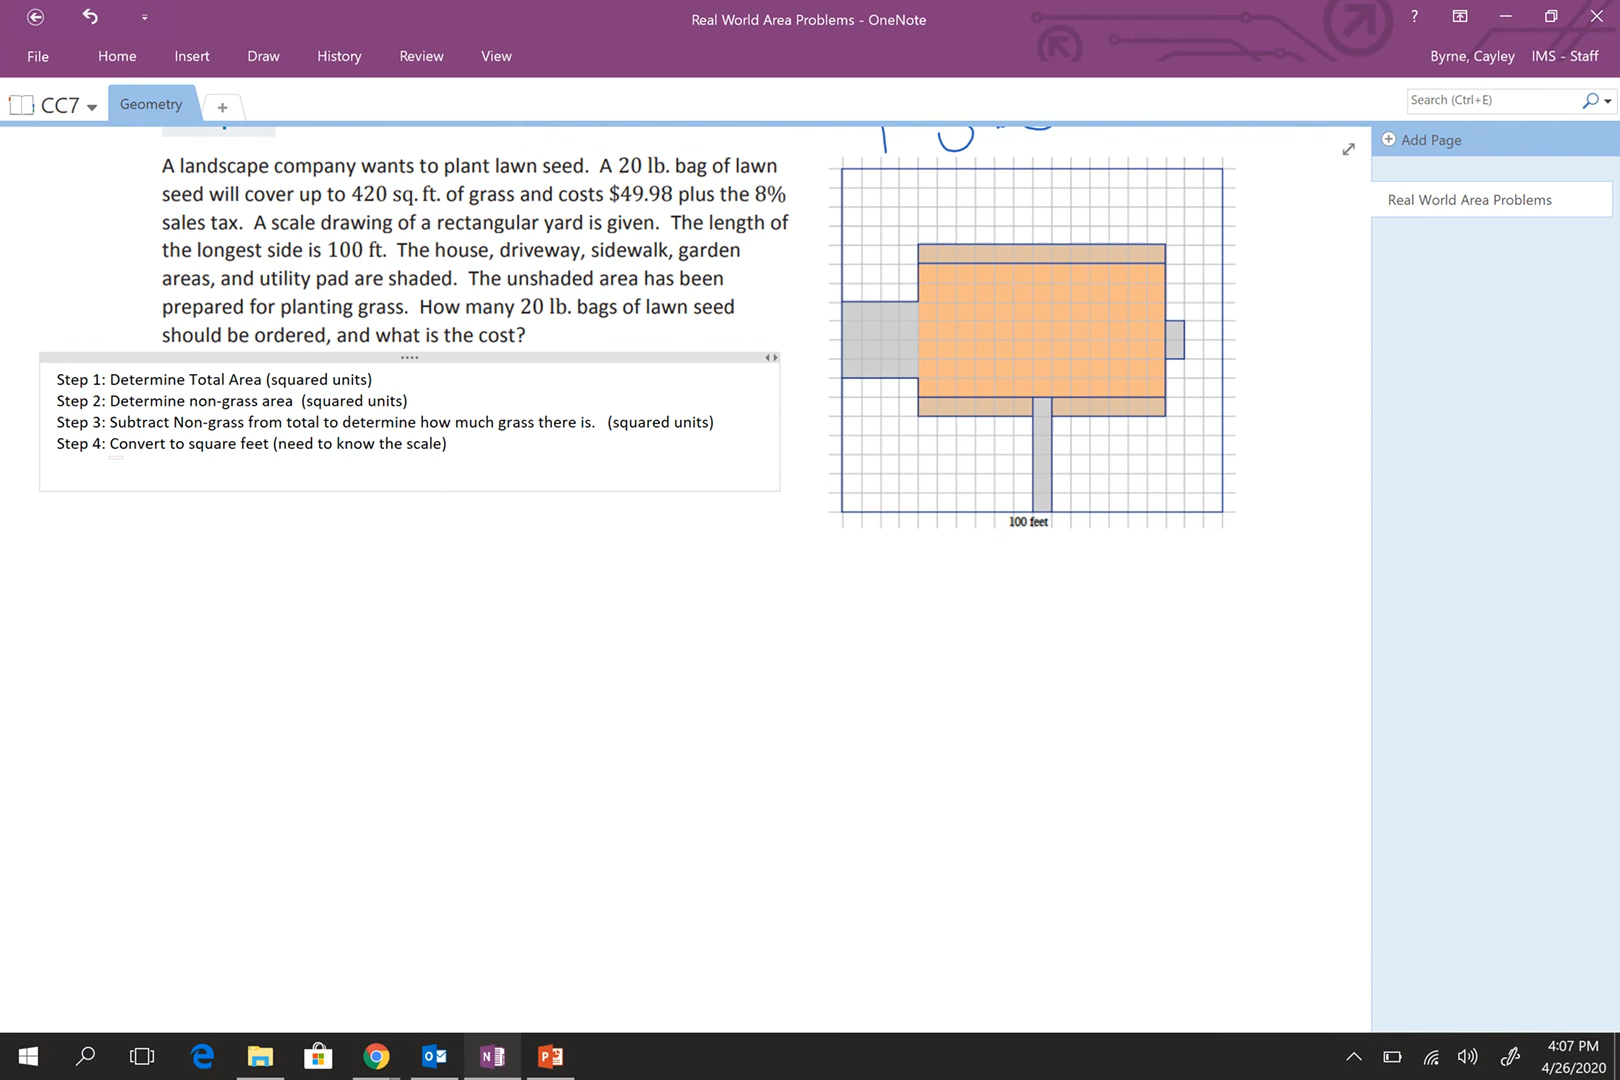 Real World Area Problems - OneNote
?
File Home Insert Draw History Review View
Byrne, Cayley IMS - Staff
CC7 Geometry +
Search (Ctrl+E)
Add Page
Real World Area Problems
A landscape company wants to plant lawn seed. A 20 lb. bag of lawn
seed will cover up to 420 sq. ft. of grass and costs $49.98 plus the 8%
sales tax. A scale drawing of a rectangular yard is given. The length of
the longest side is 100 ft. The house, driveway, sidewalk, garden
areas, and utility pad are shaded. The unshaded area has been
prepared for planting grass. How many 20 lb. bags of lawn seed
should be ordered, and what is the cost?
Step 1: Determine Total Area (squared units)
Step 2: Determine non-grass area (squared units)
Step 3: Subtract Non-grass from total to determine how much grass there is. (squared units)
Step 4: Convert to square feet (need to know the scale)
100 feet
4:07 PM
4/26/2020